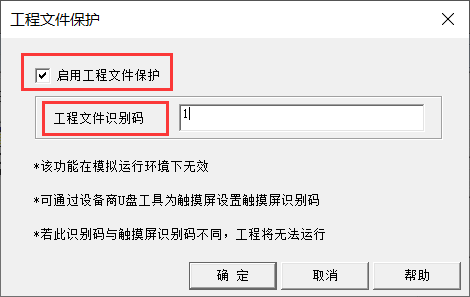 工程文件保护
启用工程文件保护
工程文件识别码 1
*该功能在模拟运行环境下无效
*可通过设备商U盘工具为触摸屏设置触摸屏识别码
*若此识别码与触摸屏识别码不同，工程将无法运行
确 定 取消 帮助